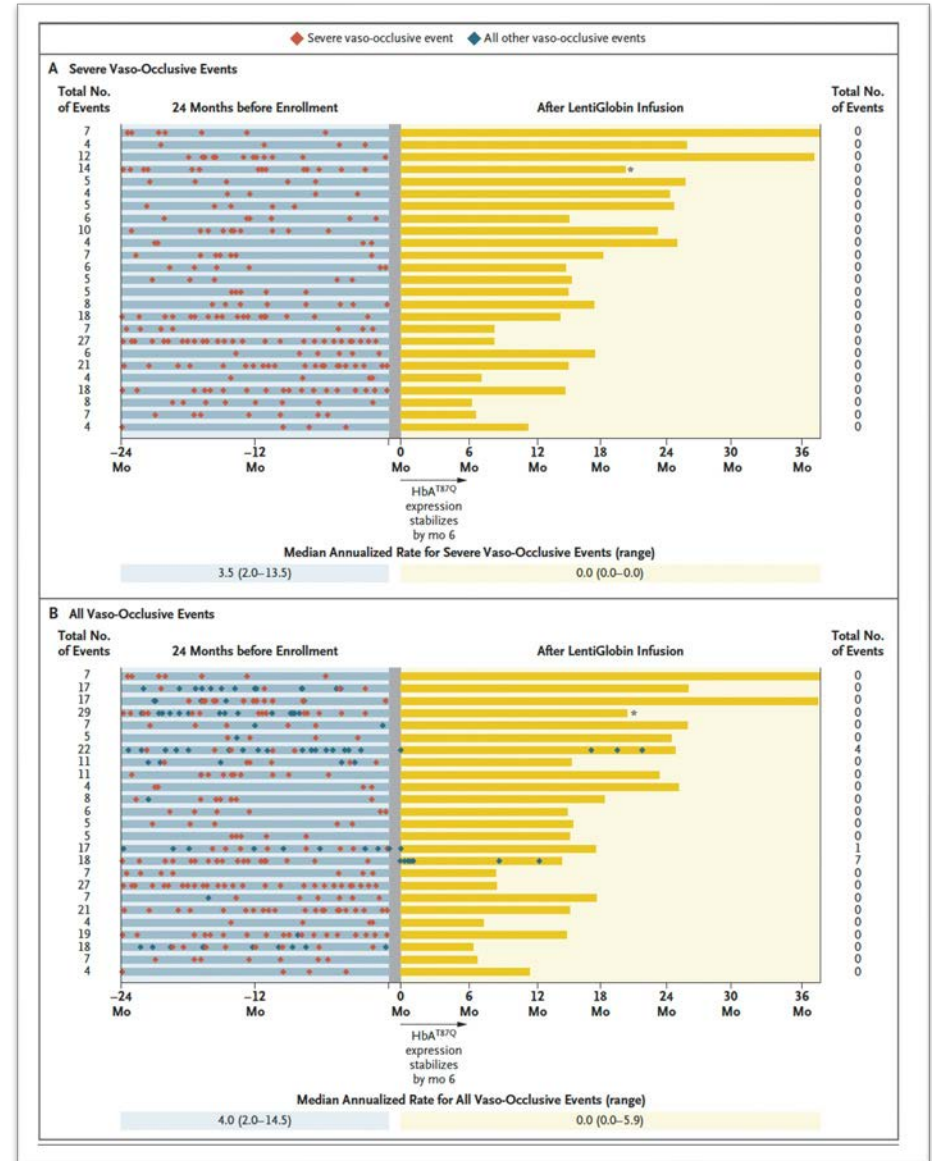 Severe vaso-occlusive event All other vaso-occlusive events
A Severe Vaso-Occlusive Events
Total No. of Events
24 Months before Enrollment
After LentiGlobin Infusion
Total No. of Events
7 0
4 0
12 0
14 * 0
5 0
4 0
5 0
6 0
10 0
4 0
7 0
6 0
5 0
5 0
8 0
18 0
7 0
27 0
6 0
21 0
4 0
18 0
8 0
7 0
4 0
−24 −12 0 6 12 18 24 30 36
Mo Mo Mo Mo Mo Mo Mo Mo Mo
HbAᵀ⁸⁷Q
expression
stabilizes
by mo 6
Median Annualized Rate for Severe Vaso-Occlusive Events (range)
3.5 (2.0–13.5) 0.0 (0.0–0.0)
B All Vaso-Occlusive Events
Total No. of Events
24 Months before Enrollment
After LentiGlobin Infusion
Total No. of Events
7 0
17 0
17 0
29 * 0
7 0
5 0
22 4
11 0
11 0
4 0
8 0
6 0
5 0
5 0
17 1
18 7
7 0
27 0
7 0
21 0
4 0
19 0
18 0
7 0
4 0
−24 −12 0 6 12 18 24 30 36
Mo Mo Mo Mo Mo Mo Mo Mo Mo
HbAᵀ⁸⁷Q
expression
stabilizes
by mo 6
Median Annualized Rate for All Vaso-Occlusive Events (range)
4.0 (2.0–14.5) 0.0 (0.0–5.9)